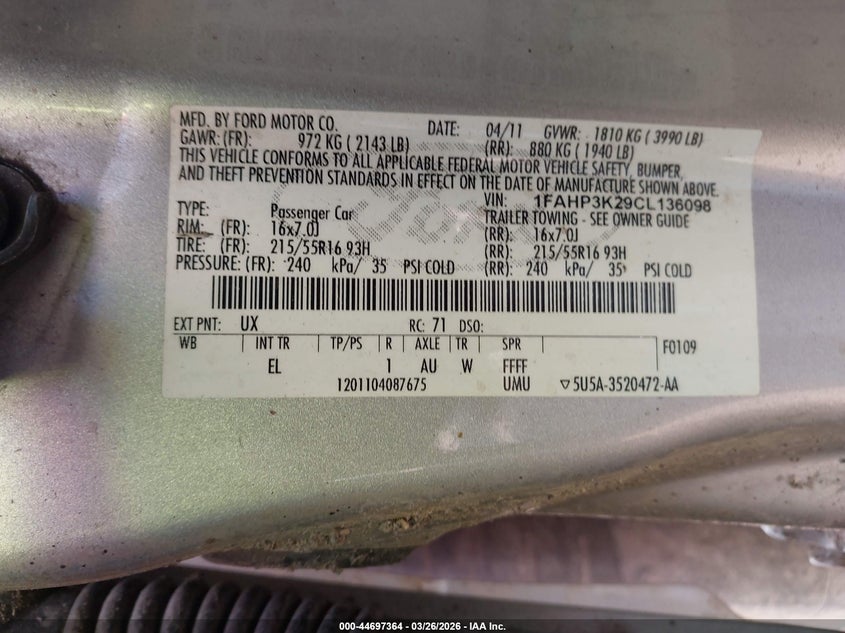 MFD. BY FORD MOTOR CO. DATE: 04/11 GVWR: 1810 KG ( 3990 LB)
GAWR: (FR): 972 KG ( 2143 LB) (RR): 880 KG ( 1940 LB)
THIS VEHICLE CONFORMS TO ALL APPLICABLE FEDERAL MOTOR VEHICLE SAFETY, BUMPER,
AND THEFT PREVENTION STANDARDS IN EFFECT ON THE DATE OF MANUFACTURE SHOWN ABOVE.
VIN: 1FAHP3K29CL136098
TYPE: Passenger Car TRAILER TOWING - SEE OWNER GUIDE
RIM: (FR): 16x7.0J (RR): 16x7.0J
TIRE: (FR): 215/55R16 93H (RR): 215/55R16 93H
PRESSURE: (FR): 240 kPa/ 35 PSI COLD (RR): 240 kPa/ 35 PSI COLD
EXT PNT: UX RC: 71 DSO:
WB INT TR TP/PS R AXLE TR SPR F0109
EL 1 AU W FFFF
1201104087675 UMU ▽5U5A-3520472-AA
000-44697364 - 03/26/2026 - IAA Inc.